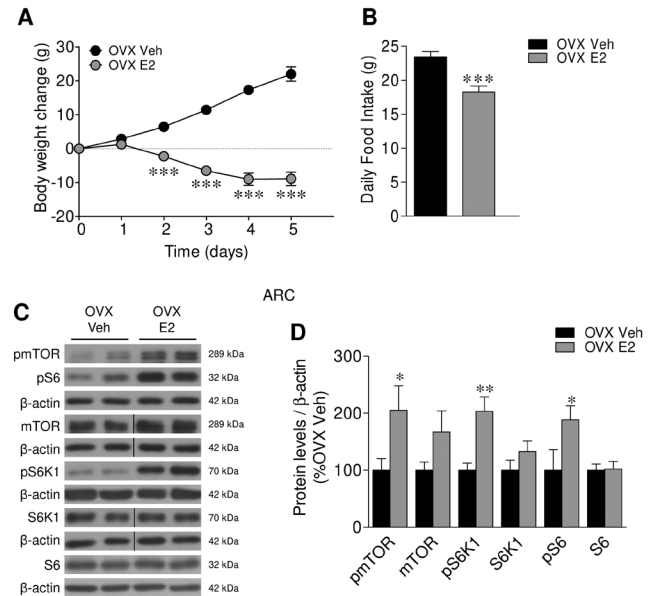 A
Body weight change (g)
30
20
10
0
-10
-20
OVX Veh
OVX E2
***
***
***
***
0 1 2 3 4 5
Time (days)
B
Daily Food Intake (g)
25
20
15
10
5
0
***
OVX Veh
OVX E2
ARC
C
OVX Veh
OVX E2
pmTOR 289 kDa
pS6 32 kDa
β-actin 42 kDa
mTOR 289 kDa
β-actin 42 kDa
pS6K1 70 kDa
β-actin 42 kDa
S6K1 70 kDa
β-actin 42 kDa
S6 32 kDa
β-actin 42 kDa
D
OVX Veh
OVX E2
Protein levels / β-actin
(%OVX Veh)
300
200
100
0
*
**
*
pmTOR
mTOR
pS6K1
S6K1
pS6
S6